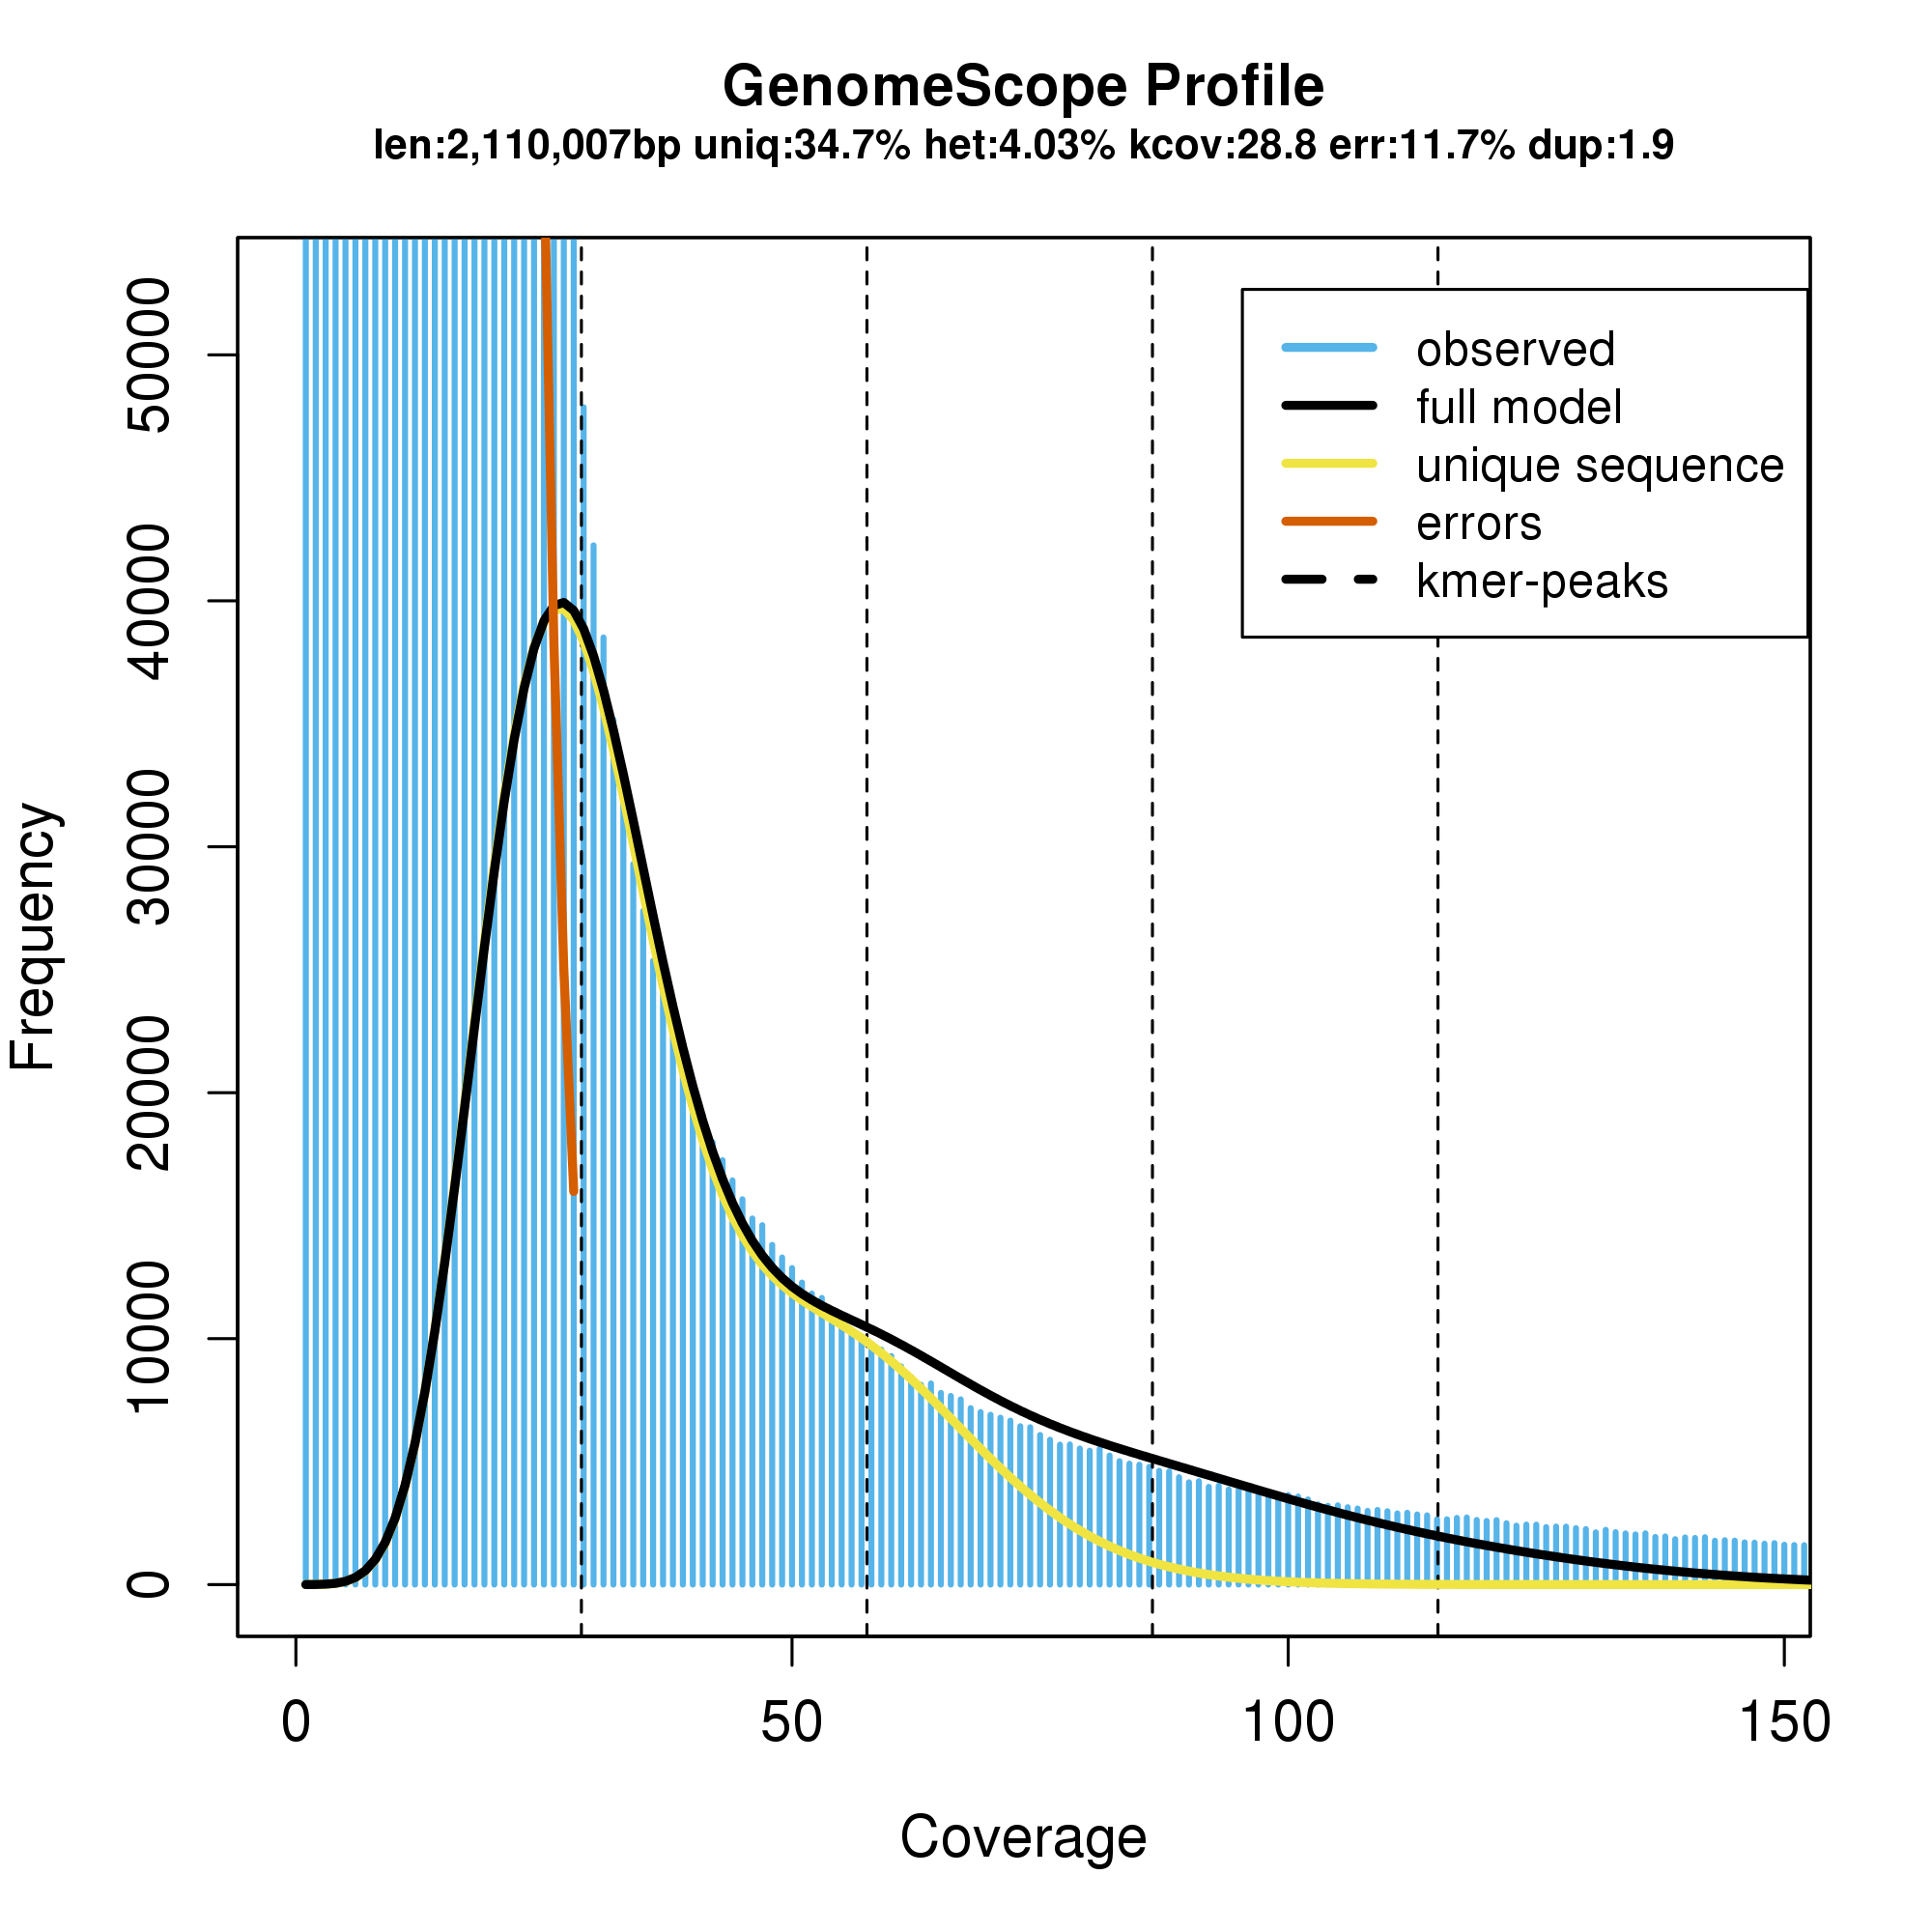 GenomeScope Profile
len:2,110,007bp uniq:34.7% het:4.03% kcov:28.8 err:11.7% dup:1.9
observed
full model
unique sequence
errors
kmer-peaks
Frequency
50000
40000
30000
20000
10000
0
0 50 100 150
Coverage